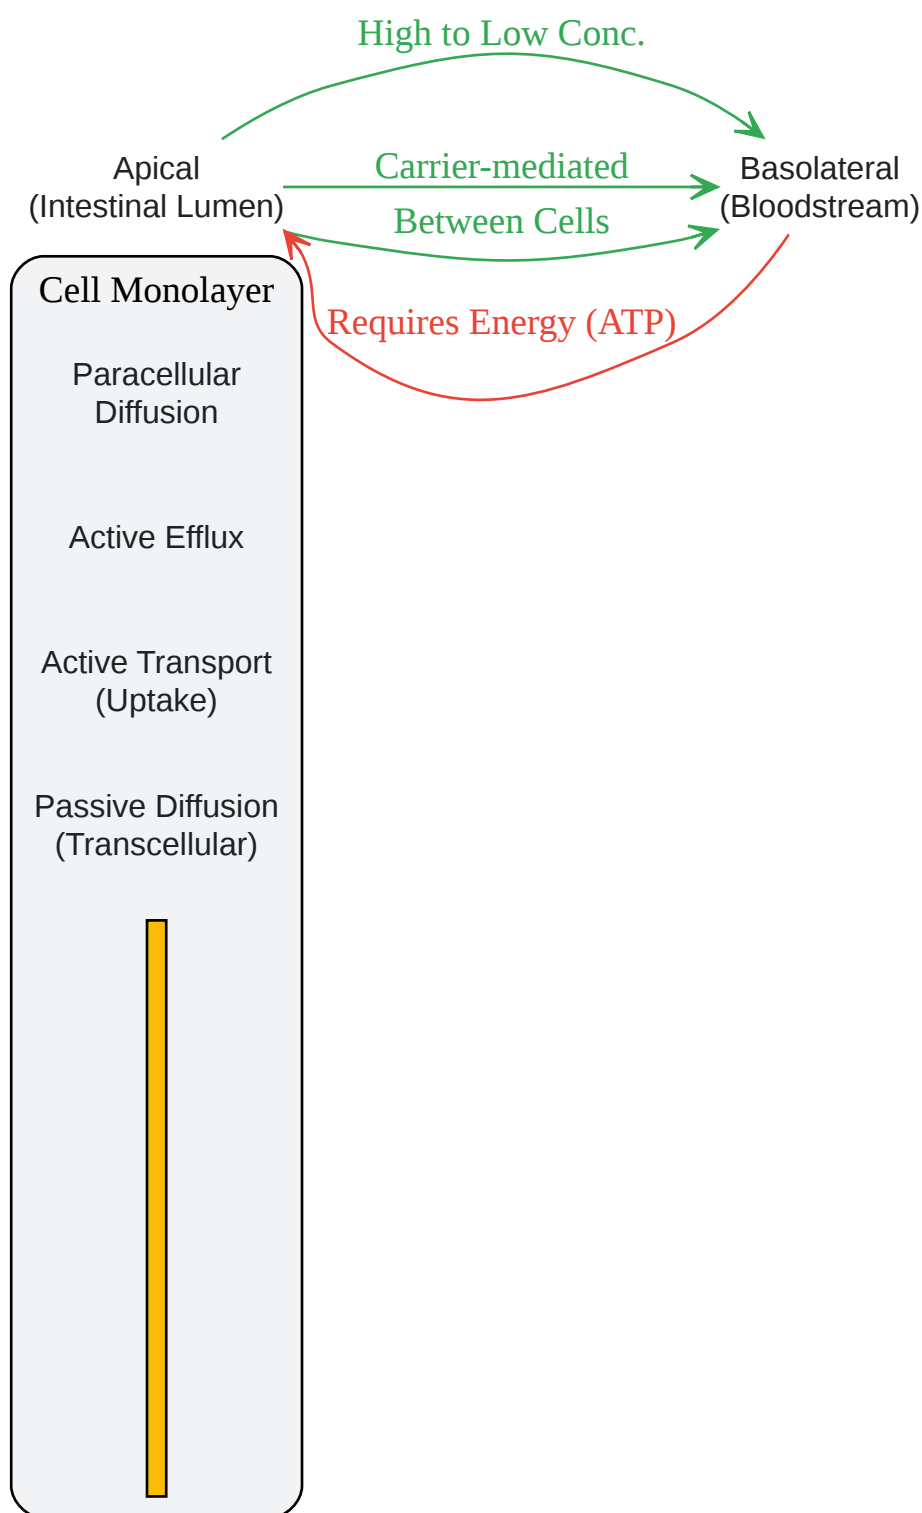 High to Low Conc.
Apical
(Intestinal Lumen)
Carrier-mediated
Between Cells
Basolateral
(Bloodstream)
Requires Energy (ATP)
Cell Monolayer
Paracellular
Diffusion
Active Efflux
Active Transport
(Uptake)
Passive Diffusion
(Transcellular)